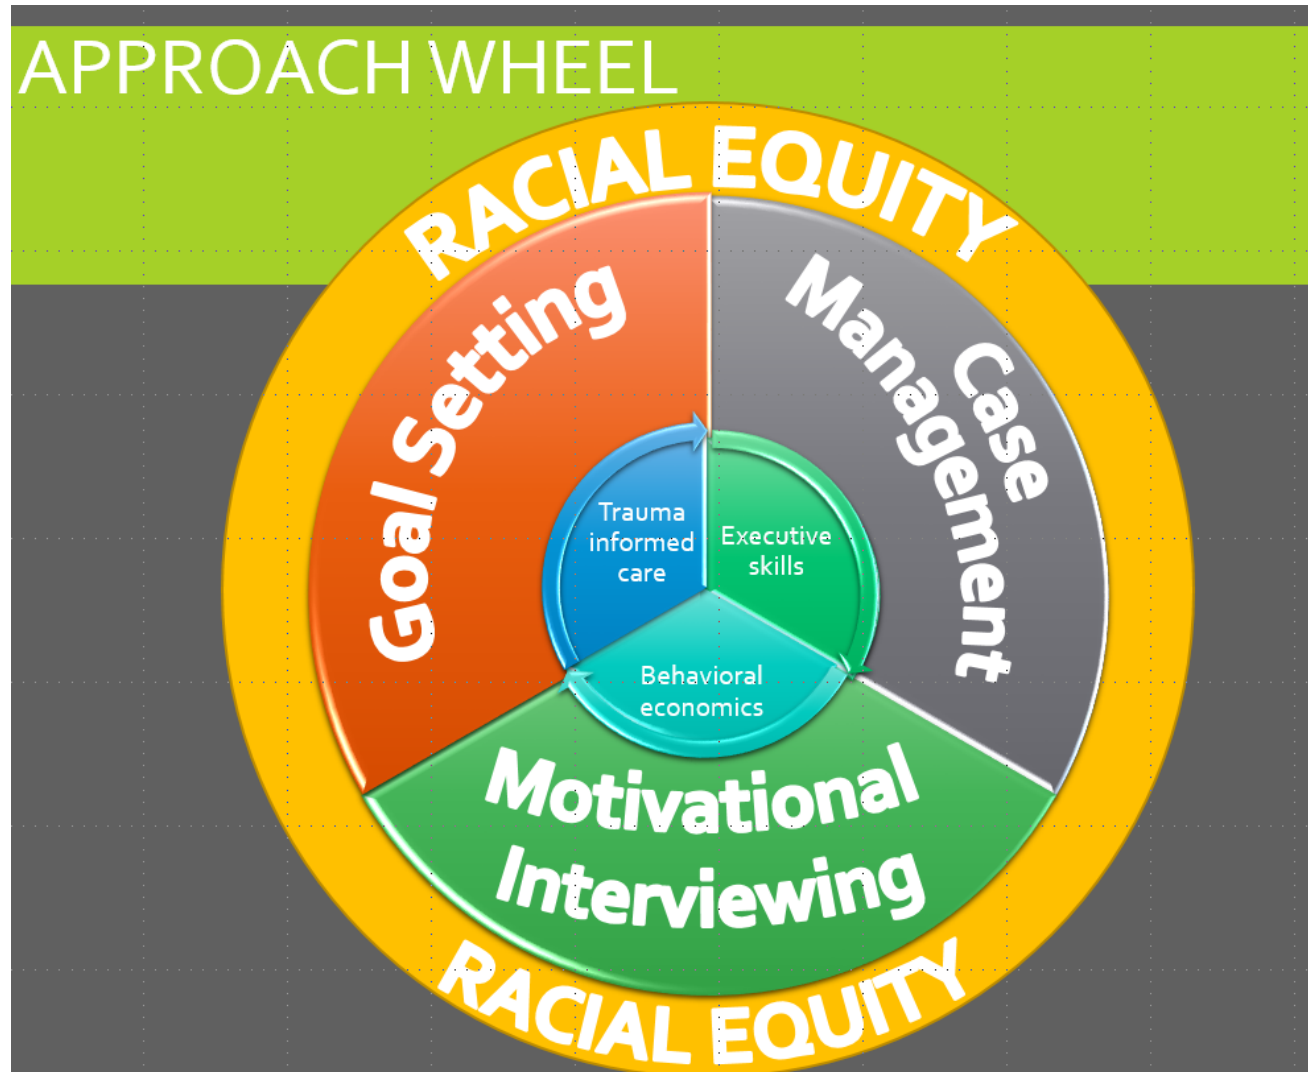 APPROACH WHEEL
RACIAL EQUITY
Goal Setting
Case
Management
Trauma
informed
care
Executive
skills
Behavioral
economics
Motivational
Interviewing
RACIAL EQUITY